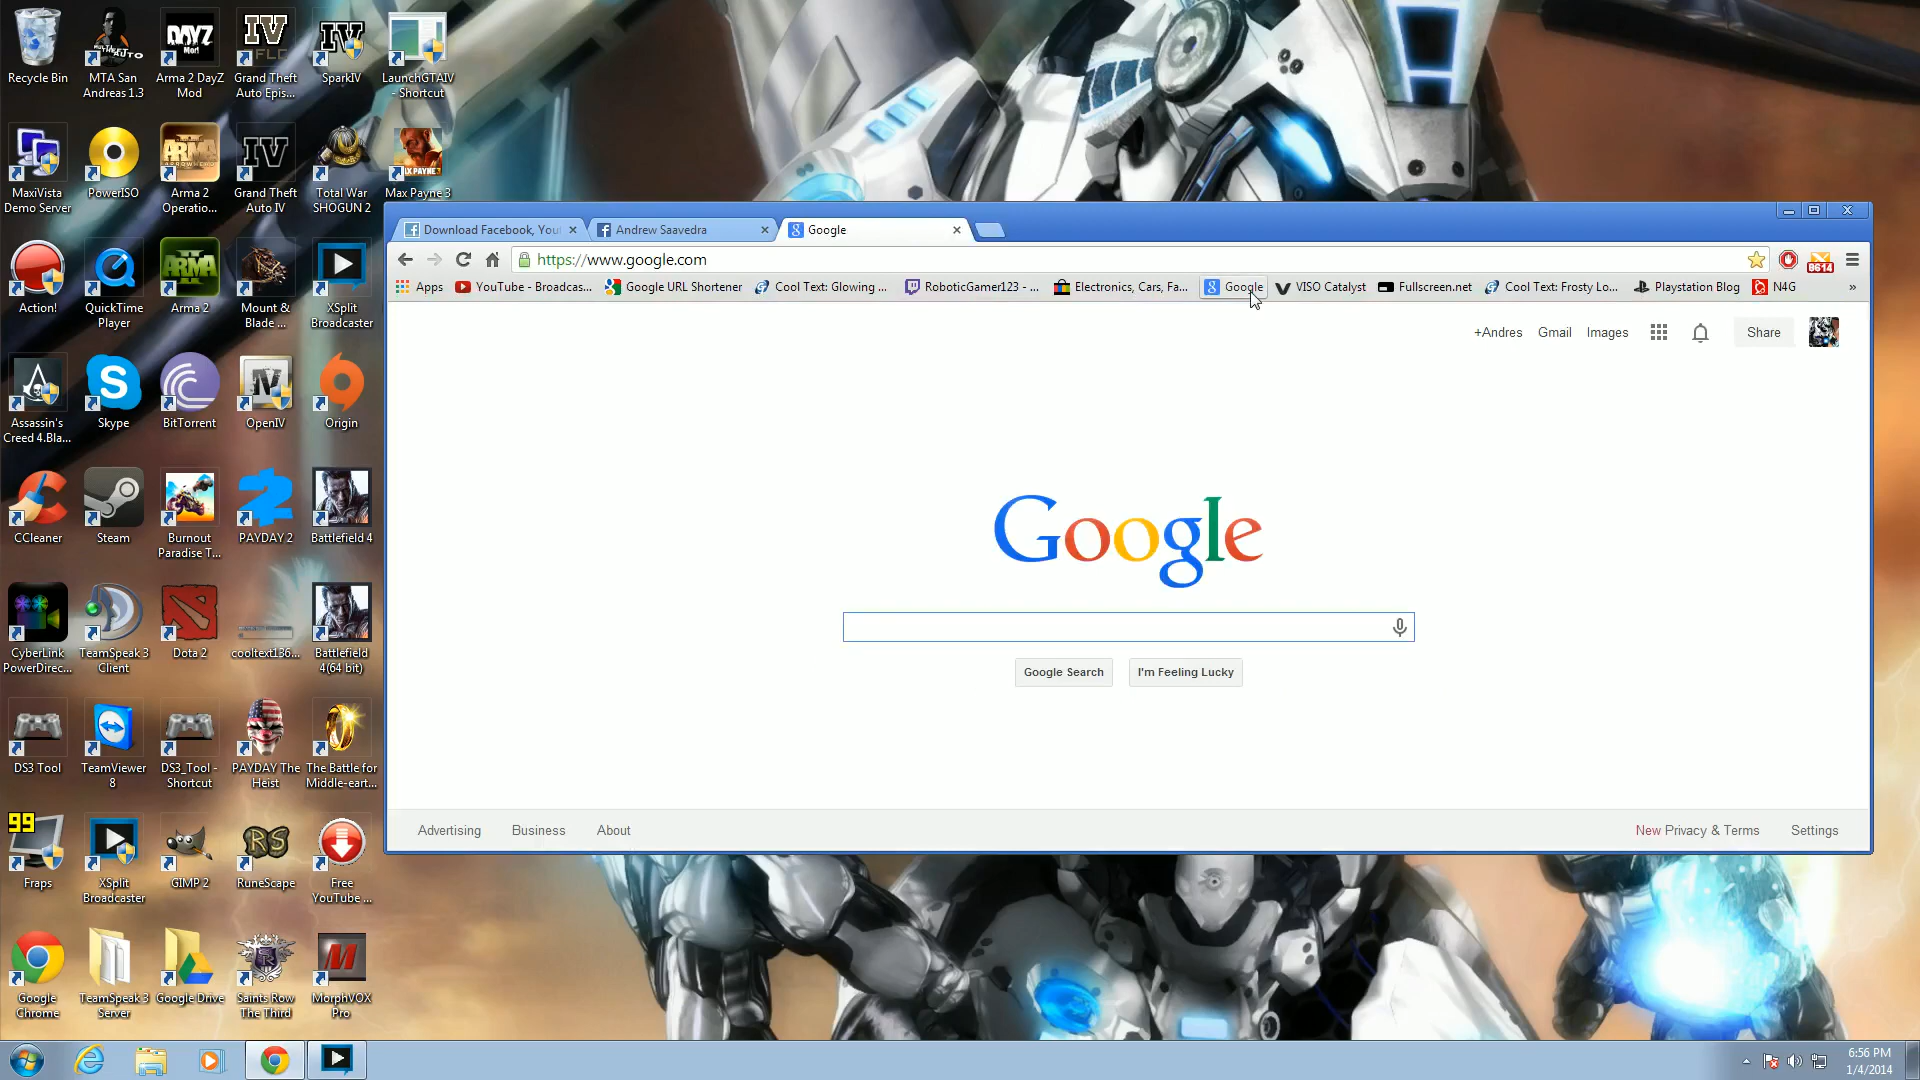 Recycle Bin
MTA San
Andreas 1.3
Arma 2 DayZ
Mod
Grand Theft
Auto Epis...
SparkIV
LaunchGTAIV
- Shortcut
MaxiVista
Demo Server
PowerISO
Arma 2
Operatio...
Grand Theft
Auto IV
Total War
SHOGUN 2
Max Payne 3
Action!
QuickTime
Player
Arma 2
Mount &
Blade ...
XSplit
Broadcaster
Assassin's
Creed 4.Bla...
Skype
BitTorrent
OpenIV
Origin
CCleaner
Steam
Burnout
Paradise T...
PAYDAY 2
Battlefield 4
CyberLink
PowerDirec...
TeamSpeak 3
Client
Dota 2
cooltext136...
Battlefield
4(64 bit)
DS3 Tool
TeamViewer
8
DS3_Tool -
Shortcut
PAYDAY The
Heist
The Battle for
Middle-eart...
99
Fraps
XSplit
Broadcaster
GIMP 2
RS
RuneScape
Free
YouTube ...
Google
Chrome
TeamSpeak 3
Server
Google Drive
Saints Row
The Third
MorphVOX
Pro
Download Facebook, You
Andrew Saavedra
Google
https://www.google.com
8614
Apps
YouTube - Broadcas...
Google URL Shortener
Cool Text: Glowing ...
RoboticGamer123 - ...
Electronics, Cars, Fa...
Google
VISO Catalyst
Fullscreen.net
Cool Text: Frosty Lo...
Playstation Blog
N4G
»
+Andres
Gmail
Images
Share
Google
Google Search
I'm Feeling Lucky
Advertising
Business
About
New Privacy & Terms
Settings
6:56 PM
1/4/2014